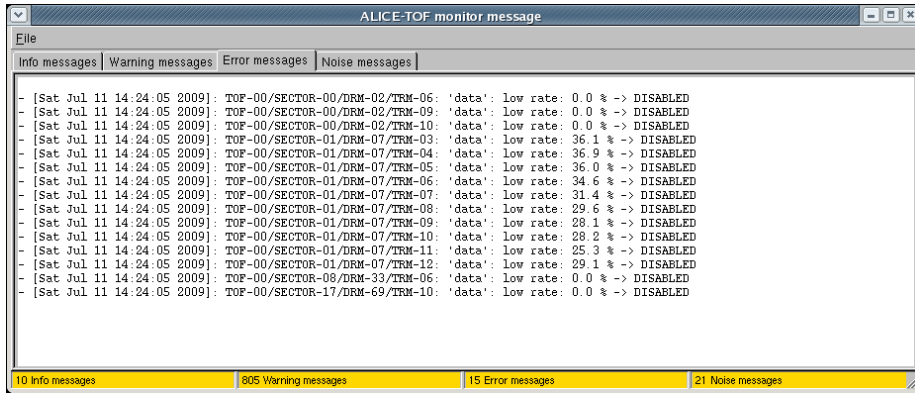 ALICE-TOF monitor message
File
Info messages Warning messages Error messages Noise messages
- [Sat Jul 11 14:24:05 2009]: TOF-00/SECTOR-00/DRM-02/TRM-06: 'data': low rate: 0.0 % -> DISABLED
- [Sat Jul 11 14:24:05 2009]: TOF-00/SECTOR-00/DRM-02/TRM-09: 'data': low rate: 0.0 % -> DISABLED
- [Sat Jul 11 14:24:05 2009]: TOF-00/SECTOR-00/DRM-02/TRM-10: 'data': low rate: 0.0 % -> DISABLED
- [Sat Jul 11 14:24:05 2009]: TOF-00/SECTOR-01/DRM-07/TRM-03: 'data': low rate: 36.1 % -> DISABLED
- [Sat Jul 11 14:24:05 2009]: TOF-00/SECTOR-01/DRM-07/TRM-04: 'data': low rate: 36.9 % -> DISABLED
- [Sat Jul 11 14:24:05 2009]: TOF-00/SECTOR-01/DRM-07/TRM-05: 'data': low rate: 36.0 % -> DISABLED
- [Sat Jul 11 14:24:05 2009]: TOF-00/SECTOR-01/DRM-07/TRM-06: 'data': low rate: 34.6 % -> DISABLED
- [Sat Jul 11 14:24:05 2009]: TOF-00/SECTOR-01/DRM-07/TRM-07: 'data': low rate: 31.4 % -> DISABLED
- [Sat Jul 11 14:24:05 2009]: TOF-00/SECTOR-01/DRM-07/TRM-08: 'data': low rate: 29.6 % -> DISABLED
- [Sat Jul 11 14:24:05 2009]: TOF-00/SECTOR-01/DRM-07/TRM-09: 'data': low rate: 28.1 % -> DISABLED
- [Sat Jul 11 14:24:05 2009]: TOF-00/SECTOR-01/DRM-07/TRM-10: 'data': low rate: 28.2 % -> DISABLED
- [Sat Jul 11 14:24:05 2009]: TOF-00/SECTOR-01/DRM-07/TRM-11: 'data': low rate: 25.3 % -> DISABLED
- [Sat Jul 11 14:24:05 2009]: TOF-00/SECTOR-01/DRM-07/TRM-12: 'data': low rate: 29.1 % -> DISABLED
- [Sat Jul 11 14:24:05 2009]: TOF-00/SECTOR-08/DRM-33/TRM-06: 'data': low rate: 0.0 % -> DISABLED
- [Sat Jul 11 14:24:05 2009]: TOF-00/SECTOR-17/DRM-69/TRM-10: 'data': low rate: 0.0 % -> DISABLED
10 Info messages 805 Warning messages 15 Error messages 21 Noise messages